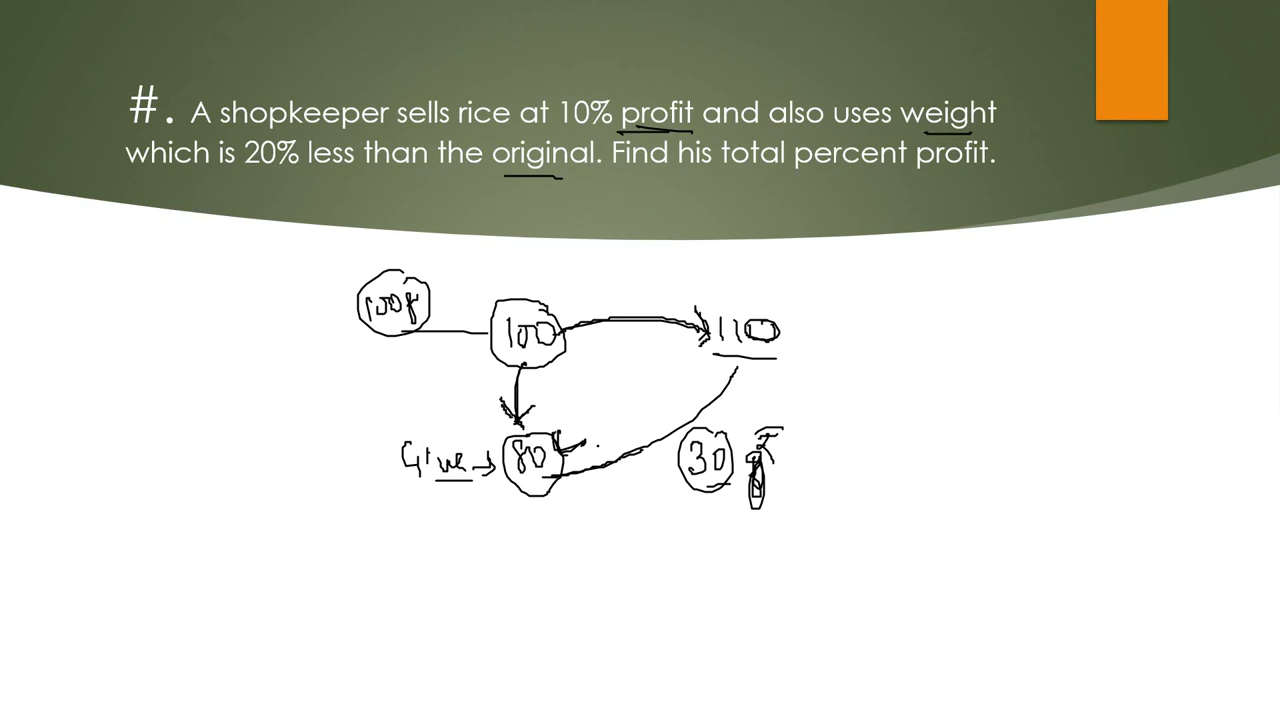 #. A shopkeeper sells rice at 10% profit and also uses weight
which is 20% less than the original. Find his total percent profit.
100 110
Give → 80 30